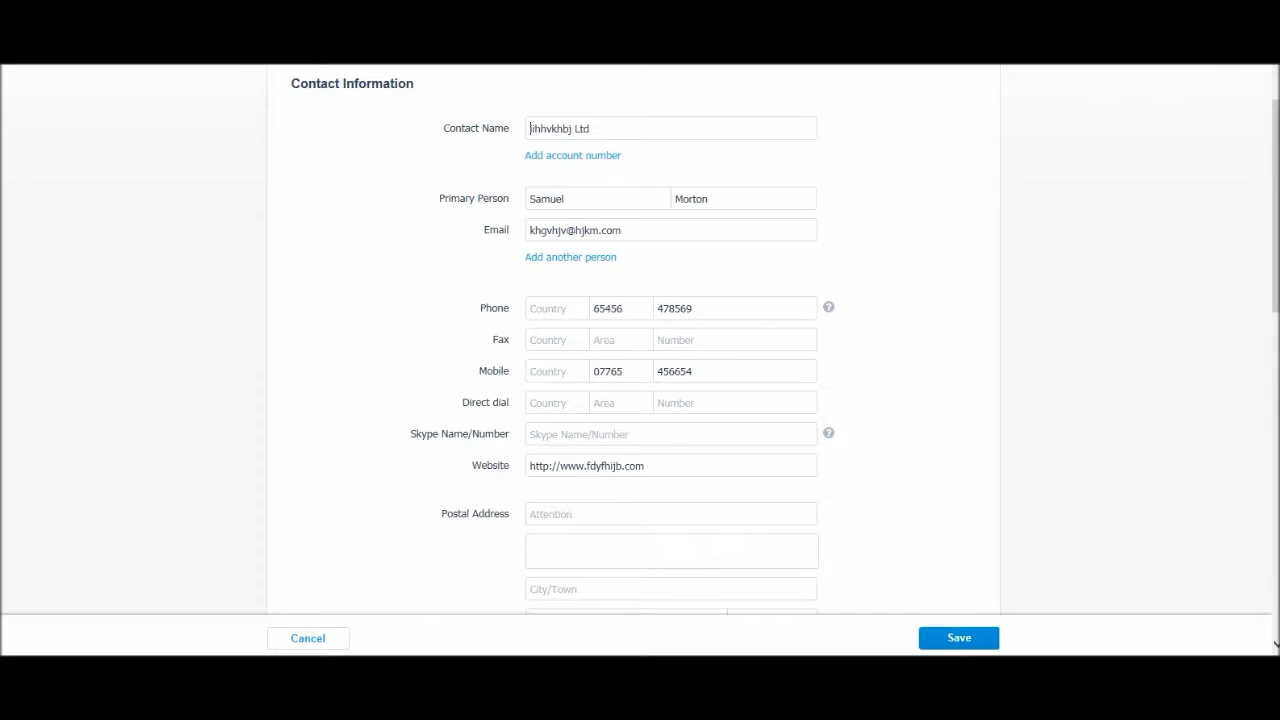 Contact Information
Contact Name
iihhvkhbj Ltd
Add account number
Primary Person Samuel Morton
Email khgvhjv@hjkm.com
Add another person
Phone Country 65456 478569 ?
Fax Country Area Number
Mobile Country 07765 456654
Direct dial Country Area Number
Skype Name/Number Skype Name/Number ?
Website http://www.fdyfhijb.com
Postal Address Attention
City/Town
Cancel Save